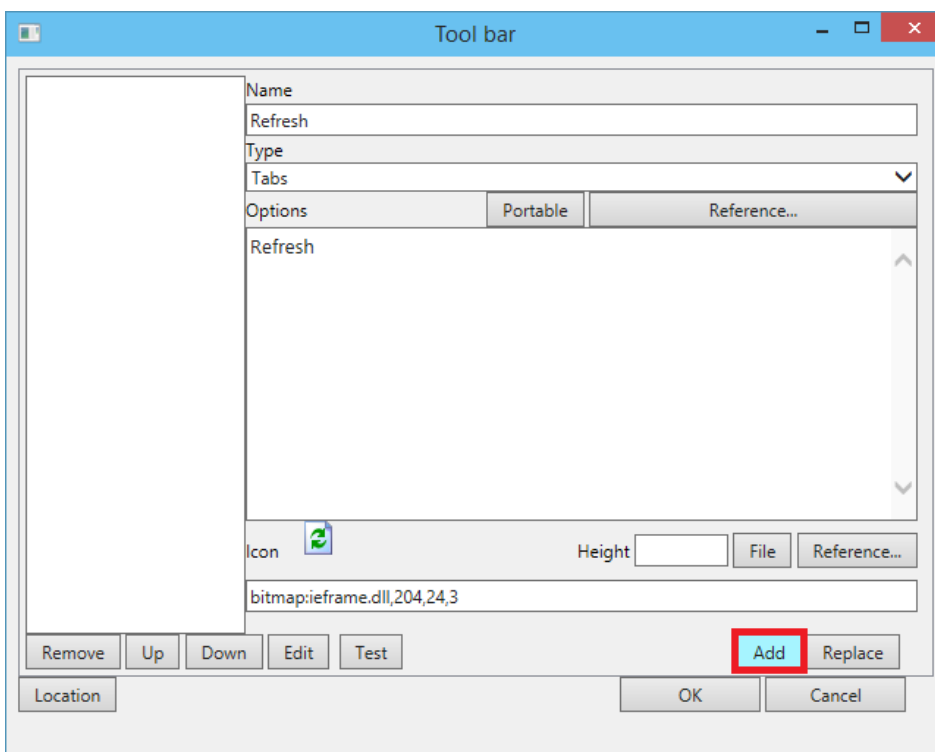 Tool bar
Name
Refresh
Type
Tabs
Options Portable Reference...
Refresh
Icon Height File Reference...
bitmap:ieframe.dll,204,24,3
Remove Up Down Edit Test Add Replace
Location OK Cancel